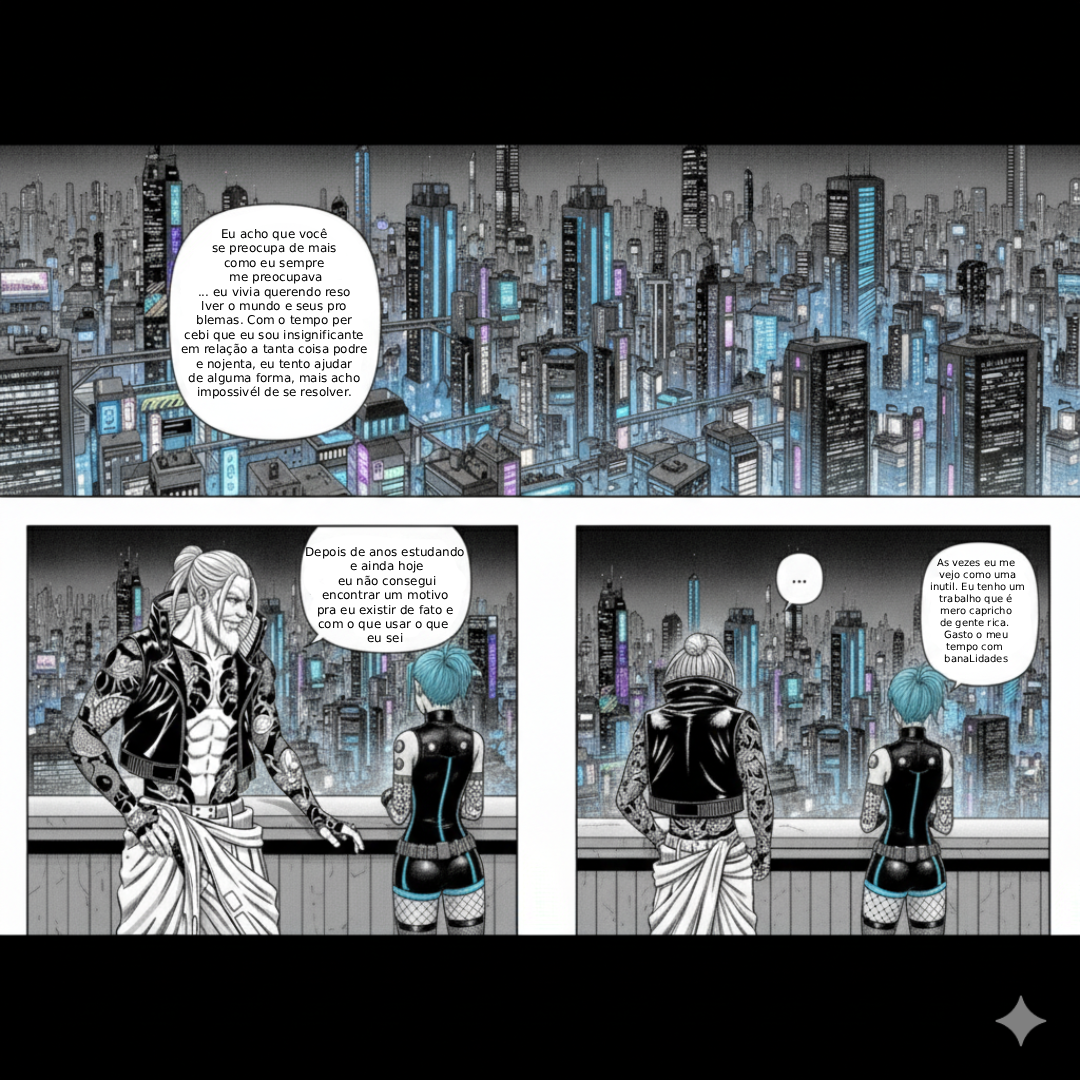 Eu acho que você
se preocupa de mais
como eu sempre
me preocupava
... eu vivia querendo reso
lver o mundo e seus pro
blemas. Com o tempo per
cebi que eu sou insignificante
em relação a tanta coisa podre
e nojenta, eu tento ajudar
de alguma forma, mais acho
impossivél de se resolver.
Depois de anos estudando
e ainda hoje
eu não consegui
encontrar um motivo
pra eu existir de fato e
com o que usar o que
eu sei
...
As vezes eu me
vejo como uma
inutil. Eu tenho um
trabalho que é
mero capricho
de gente rica.
Gasto o meu
tempo com
banaLidades